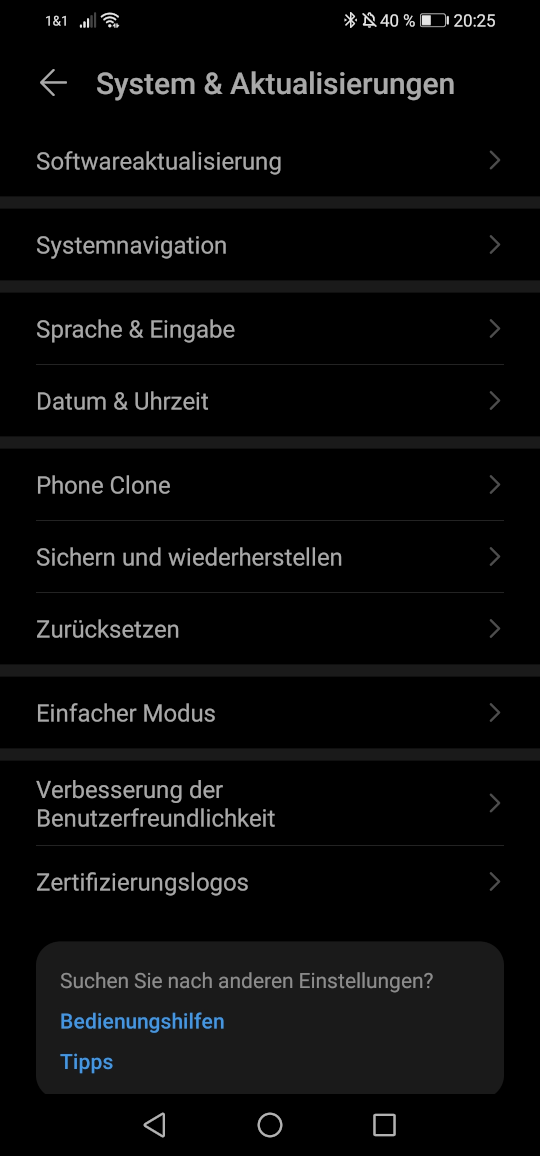 1&1 40 % 20:25
System & Aktualisierungen
Softwareaktualisierung
Systemnavigation
Sprache & Eingabe
Datum & Uhrzeit
Phone Clone
Sichern und wiederherstellen
Zurücksetzen
Einfacher Modus
Verbesserung der
Benutzerfreundlichkeit
Zertifizierungslogos
Suchen Sie nach anderen Einstellungen?
Bedienungshilfen
Tipps